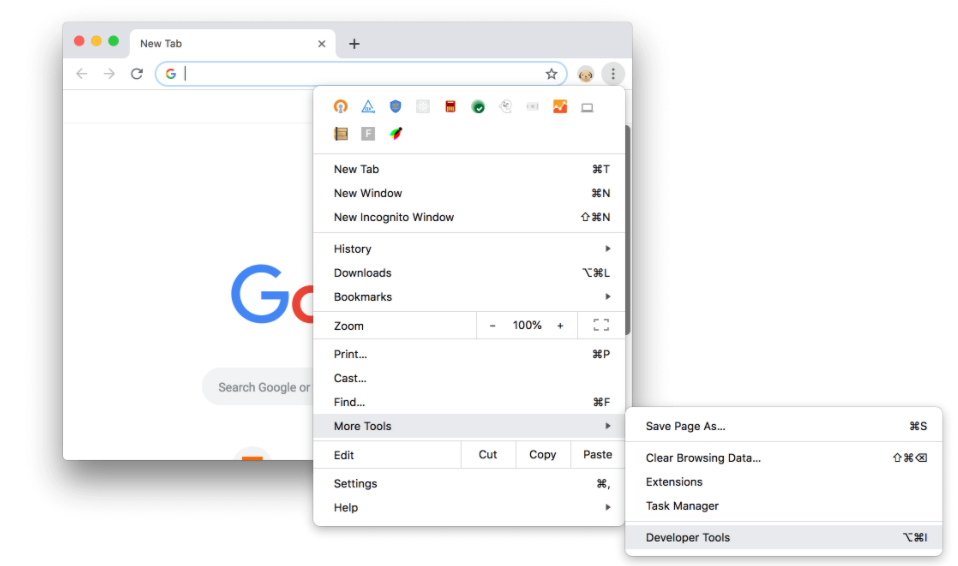 New Tab
New Tab ⌘T
New Window ⌘N
New Incognito Window ⇧⌘N
History
Downloads ⌥⌘L
Bookmarks
Zoom - 100% +
Go
Print... ⌘P
Cast...
Search Google or
Find... ⌘F
More Tools
Save Page As... ⌘S
Edit Cut Copy Paste
Clear Browsing Data... ⇧⌘⌫
Settings ⌘,
Extensions
Help
Task Manager
Developer Tools ⌥⌘I